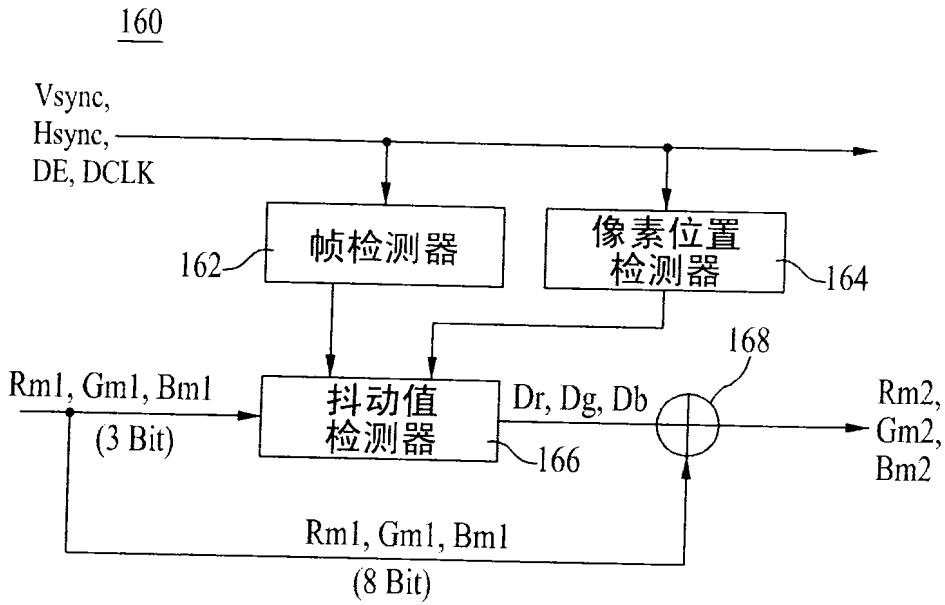 160
Vsync,
Hsync,
DE, DCLK
帧检测器
162
像素位置
检测器
164
168
Rm1, Gm1, Bm1
(3 Bit)
抖动值
检测器
166
Dr, Dg, Db
Rm2,
Gm2,
Bm2
Rm1, Gm1, Bm1
(8 Bit)